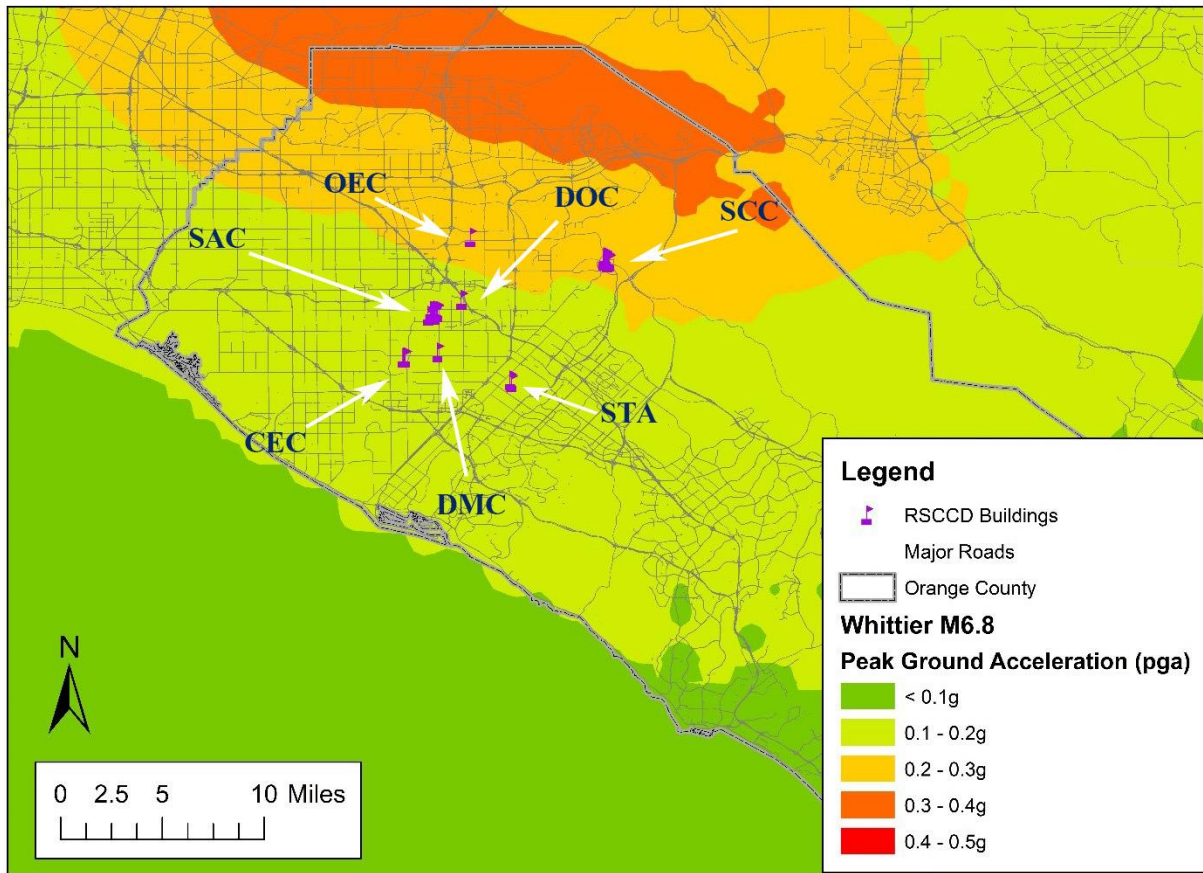 OEC
DOC
SCC
SAC
STA
CEC
DMC
N
0 2.5 5 10 Miles
Legend
RSCCD Buildings
Major Roads
Orange County
Whittier M6.8
Peak Ground Acceleration (pga)
< 0.1g
0.1 - 0.2g
0.2 - 0.3g
0.3 - 0.4g
0.4 - 0.5g